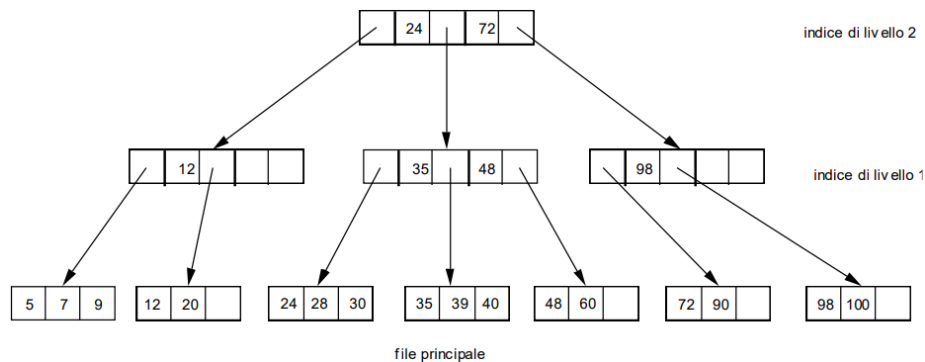 24 72 indice di livello 2
12 35 48 98 indice di livello 1
5 7 9 12 20 24 28 30 35 39 40 48 60 72 90 98 100
file principale